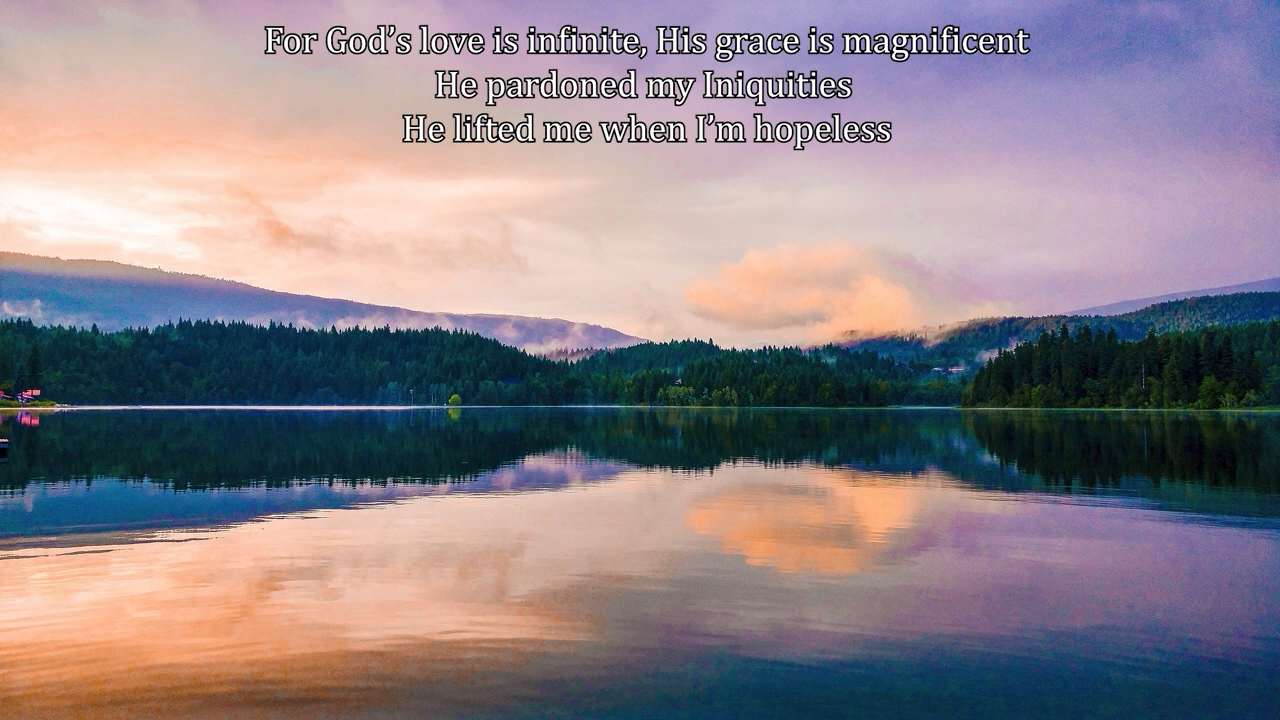 For God’s love is infinite, His grace is magnificent
He pardoned my Iniquities
He lifted me when I’m hopeless